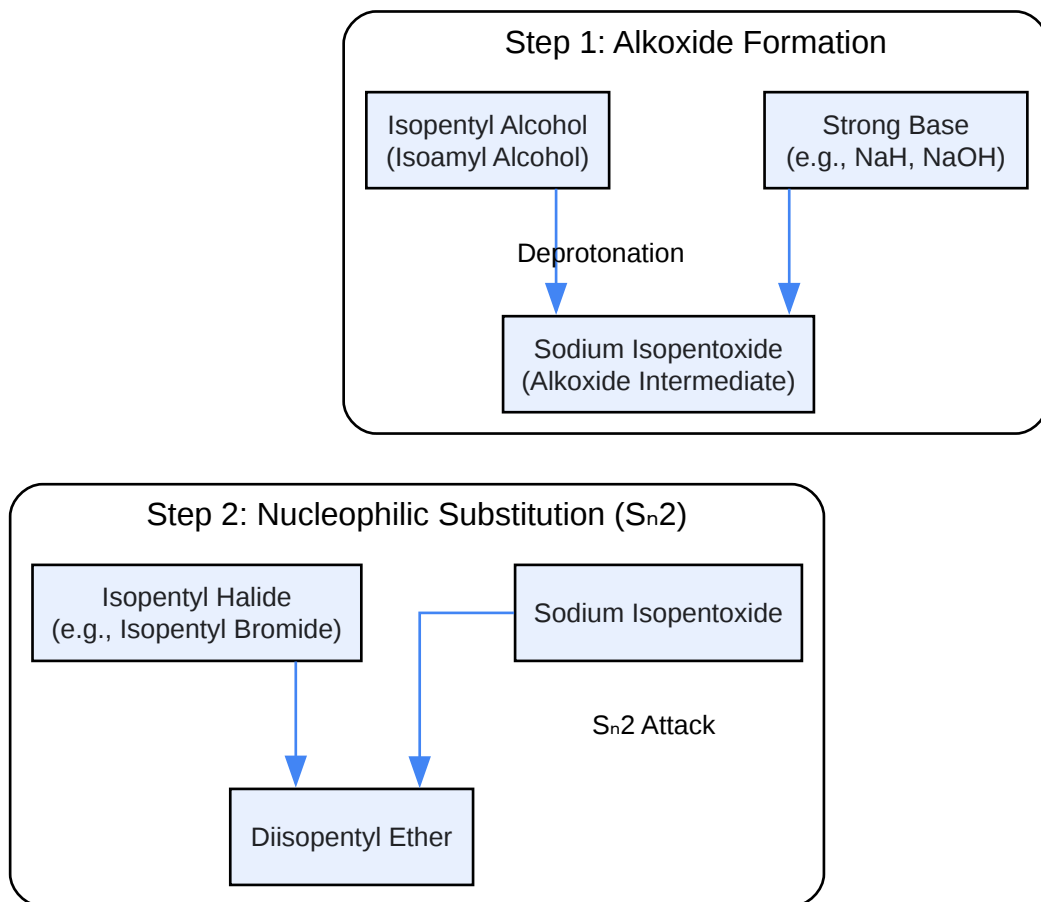 Step 1: Alkoxide Formation
Isopentyl Alcohol
(Isoamyl Alcohol)
Strong Base
(e.g., NaH, NaOH)
Deprotonation
Sodium Isopentoxide
(Alkoxide Intermediate)
Step 2: Nucleophilic Substitution (Sₙ2)
Isopentyl Halide
(e.g., Isopentyl Bromide)
Sodium Isopentoxide
Sₙ2 Attack
Diisopentyl Ether